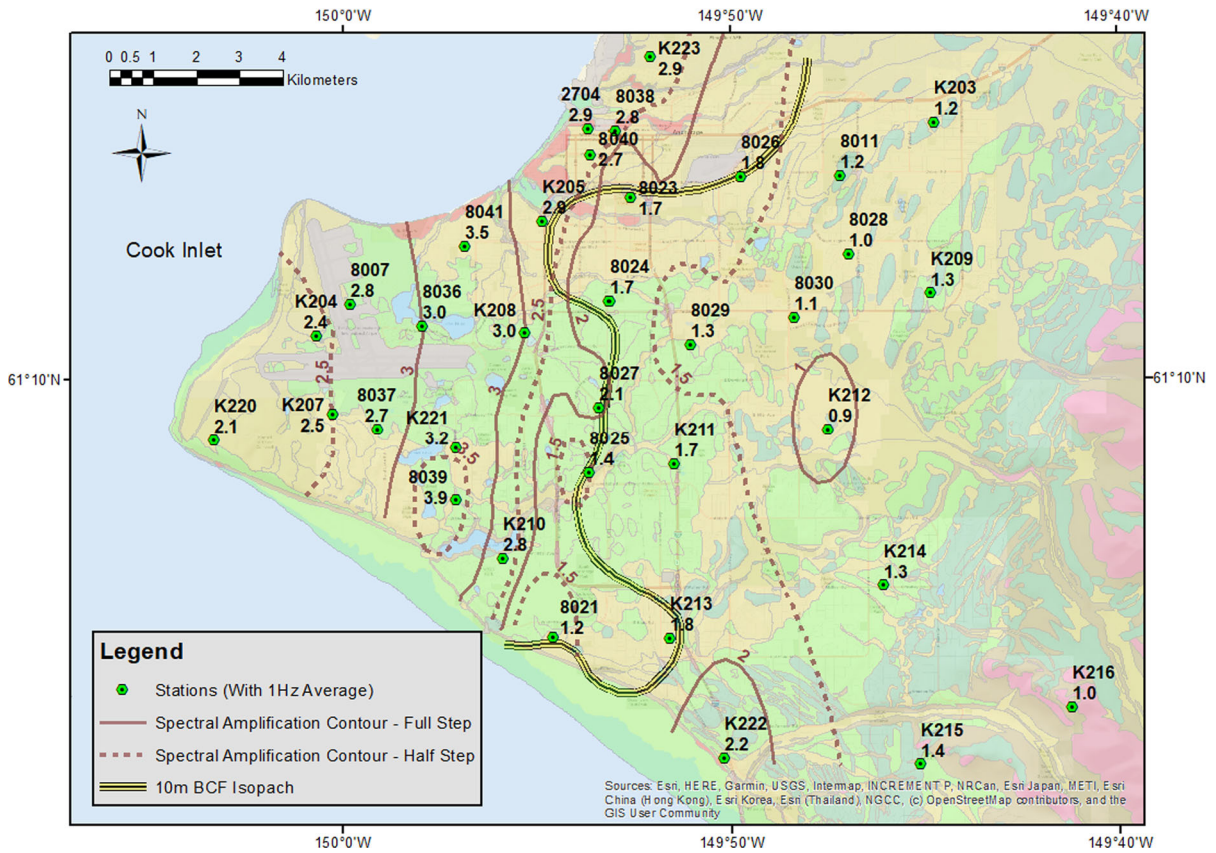 150°0'W 149°50'W 149°40'W
0 0.5 1 2 3 4
Kilometers
N
Cook Inlet
61°10'N
61°10'N
K223
2.9
2704
2.9
8038
2.8
8040
2.7
K203
1.2
8026
1.8
8011
1.2
K205
2.9
8023
1.7
8041
3.5
8028
1.0
K209
1.3
8007
2.8
8024
1.7
K204
2.4
8036
3.0
K208
3.0
2.5
2
8029
1.3
8030
1.1
2.5
3
3
1.5
1
8027
2.1
K212
0.9
K220
2.1
K207
2.5
8037
2.7
K221
3.2
3.5
1.5
8025
1.4
K211
1.7
8039
3.9
K210
2.8
1.5
K214
1.3
8021
1.2
K213
1.8
2
K216
1.0
K222
2.2
K215
1.4
Legend
Stations (With 1Hz Average)
Spectral Amplification Contour - Full Step
Spectral Amplification Contour - Half Step
10m BCF Isopach
Sources: Esri, HERE, Garmin, USGS, Intermap, INCREMENT P, NRCan, Esri Japan, METI, Esri
China (Hong Kong), Esri Korea, Esri (Thailand), NGCC, (c) OpenStreetMap contributors, and the
GIS User Community
150°0'W 149°50'W 149°40'W